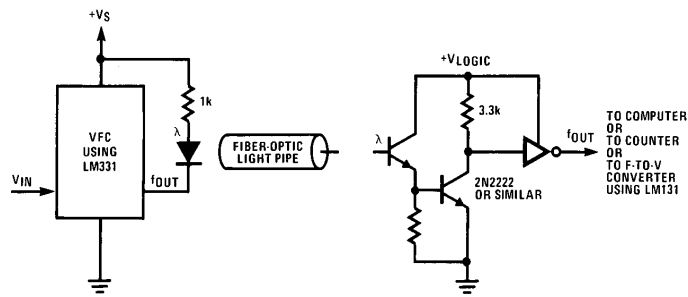 +VS
1k
λ
VFC
USING
LM331
VIN
fOUT
FIBER-OPTIC
LIGHT PIPE
+VLOGIC
3.3k
λ
2N2222
OR SIMILAR
fOUT
TO COMPUTER
OR
TO COUNTER
OR
TO F-TO-V
CONVERTER
USING LM131